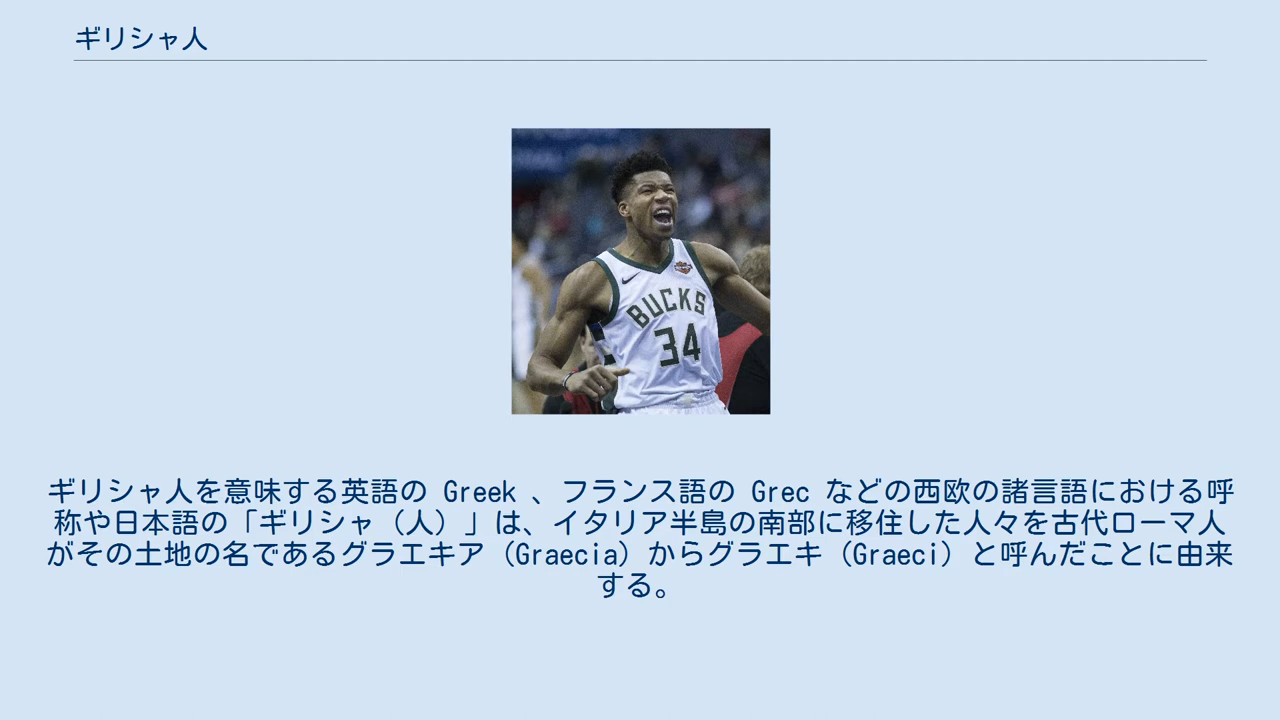 ギリシャ人
BUCKS
34
ギリシャ人を意味する英語の Greek 、フランス語の Grec などの西欧の諸言語における呼
称や日本語の「ギリシャ（人）」は、イタリア半島の南部に移住した人々を古代ローマ人
がその土地の名であるグラエキア（Graecia）からグラエキ（Graeci）と呼んだことに由来
する。